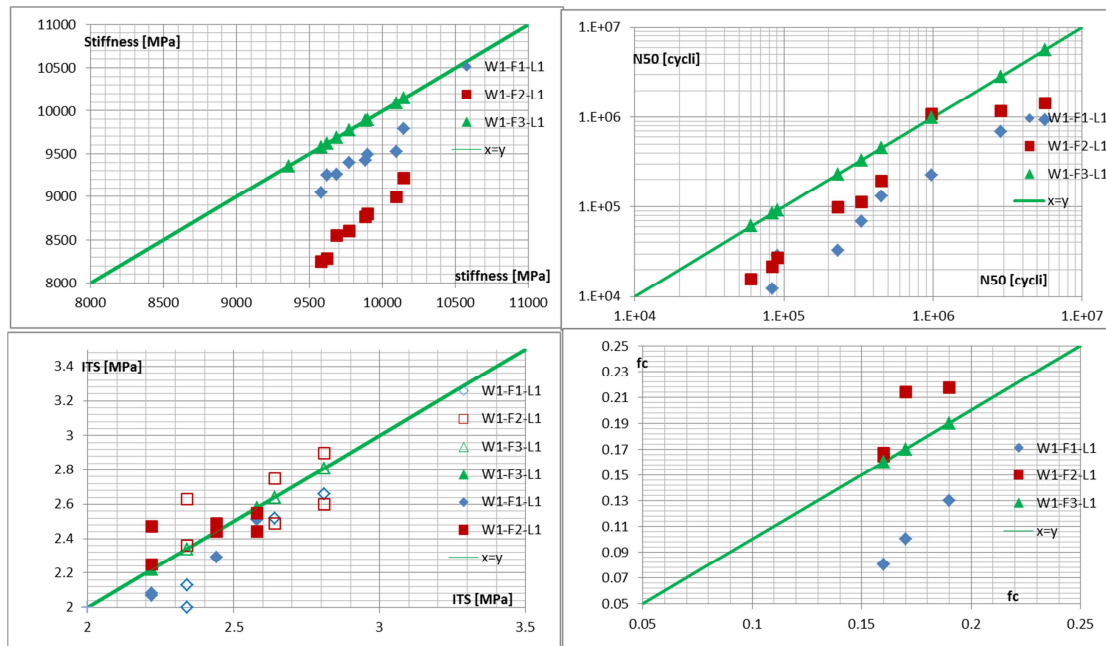 11000
Stiffness [MPa]
10500
10000
9500
9000
8500
8000
W1-F1-L1
W1-F2-L1
W1-F3-L1
x=y
stiffness [MPa]
8000 8500 9000 9500 10000 10500 11000
1.E+07
N50 [cycli]
1.E+06
1.E+05
1.E+04
W1-F1-L1
W1-F2-L1
W1-F3-L1
x=y
N50 [cycli]
1.E+04 1.E+05 1.E+06 1.E+07
3.4
ITS [MPa]
3.2
3
2.8
2.6
2.4
2.2
2
W1-F1-L1
W1-F2-L1
W1-F3-L1
W1-F3-L1
W1-F1-L1
W1-F2-L1
x=y
ITS [MPa]
2 2.5 3 3.5
0.25
fc
0.23
0.21
0.19
0.17
0.15
0.13
0.11
0.09
0.07
0.05
W1-F1-L1
W1-F2-L1
W1-F3-L1
x=y
fc
0.05 0.1 0.15 0.2 0.25